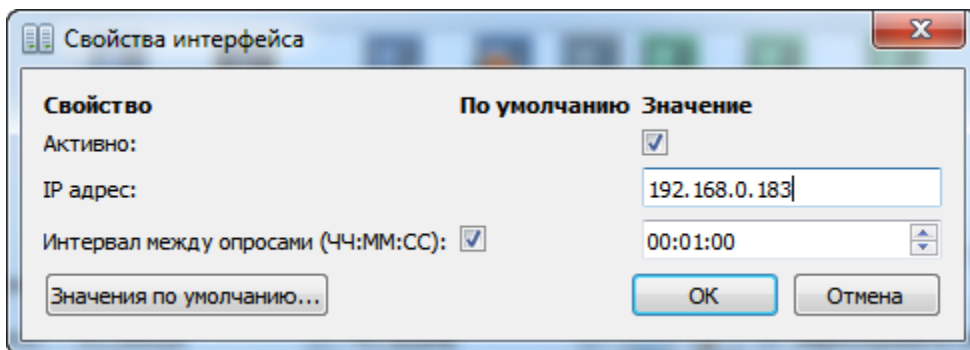 Свойства интерфейса
Свойство По умолчанию Значение
Активно:
IP адрес: 192.168.0.183
Интервал между опросами (ЧЧ:ММ:СС): 00:01:00
Значения по умолчанию... ОК Отмена